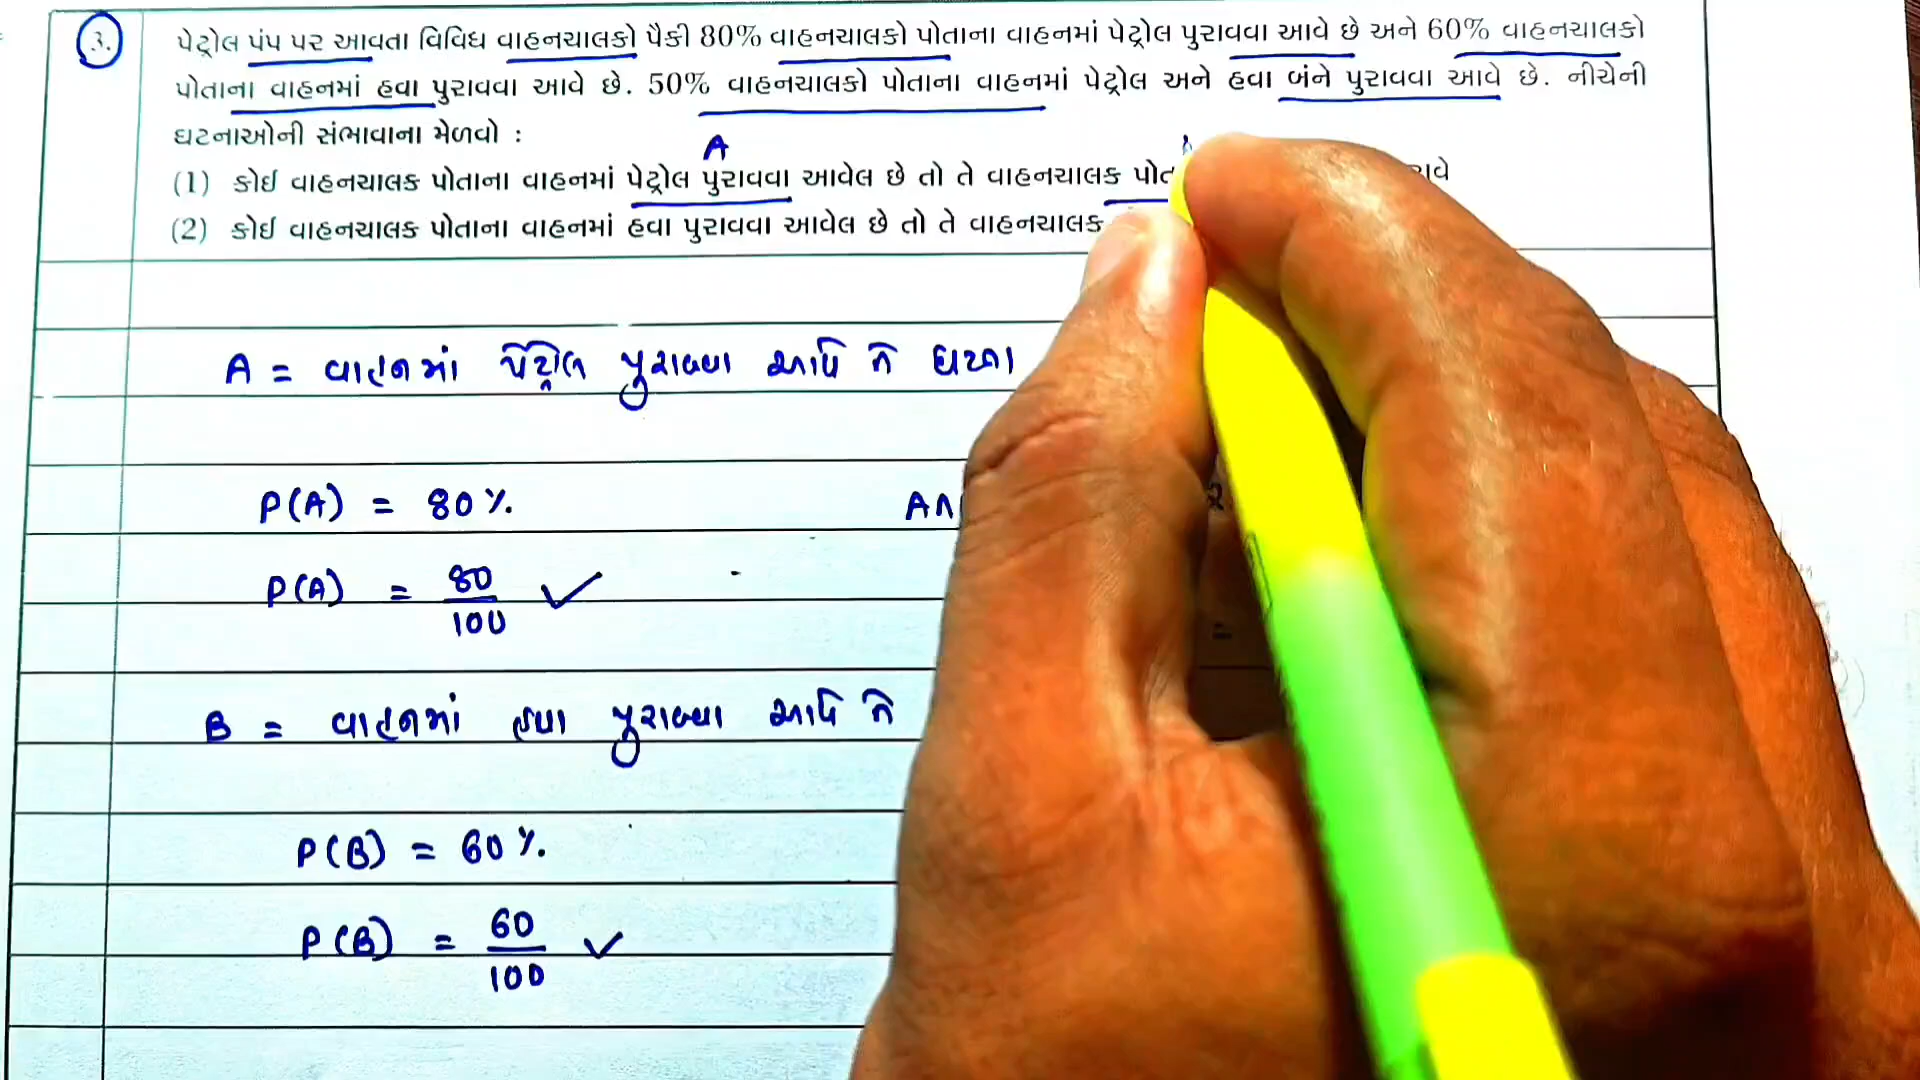 3. પેટ્રોલ પંપ પર આવતા વિવિધ વાહનચાલકો પૈકી 80% વાહનચાલકો પોતાના વાહનમાં પેટ્રોલ પુરાવવા આવે છે અને 60% વાહનચાલકો
પોતાના વાહનમાં હવા પુરાવવા આવે છે. 50% વાહનચાલકો પોતાના વાહનમાં પેટ્રોલ અને હવા બંને પુરાવવા આવે છે. નીચેની
ઘટનાઓની સંભાવાના મેળવો :
A
(1) કોઈ વાહનચાલક પોતાના વાહનમાં પેટ્રોલ પુરાવવા આવેલ છે તો તે વાહનચાલક
(2) કોઈ વાહનચાલક પોતાના વાહનમાં હવા પુરાવવા આવેલ છે તો તે વાહનચાલક
A = વાહનમાં પેટ્રોલ પુરાવવા આવે તે ઘટના
P(A) = 80%.
A∩
P(A) = 80/100 ✓
B = વાહનમાં હવા પુરાવવા આવે તે
P(B) = 60%.
P(B) = 60/100 ✓